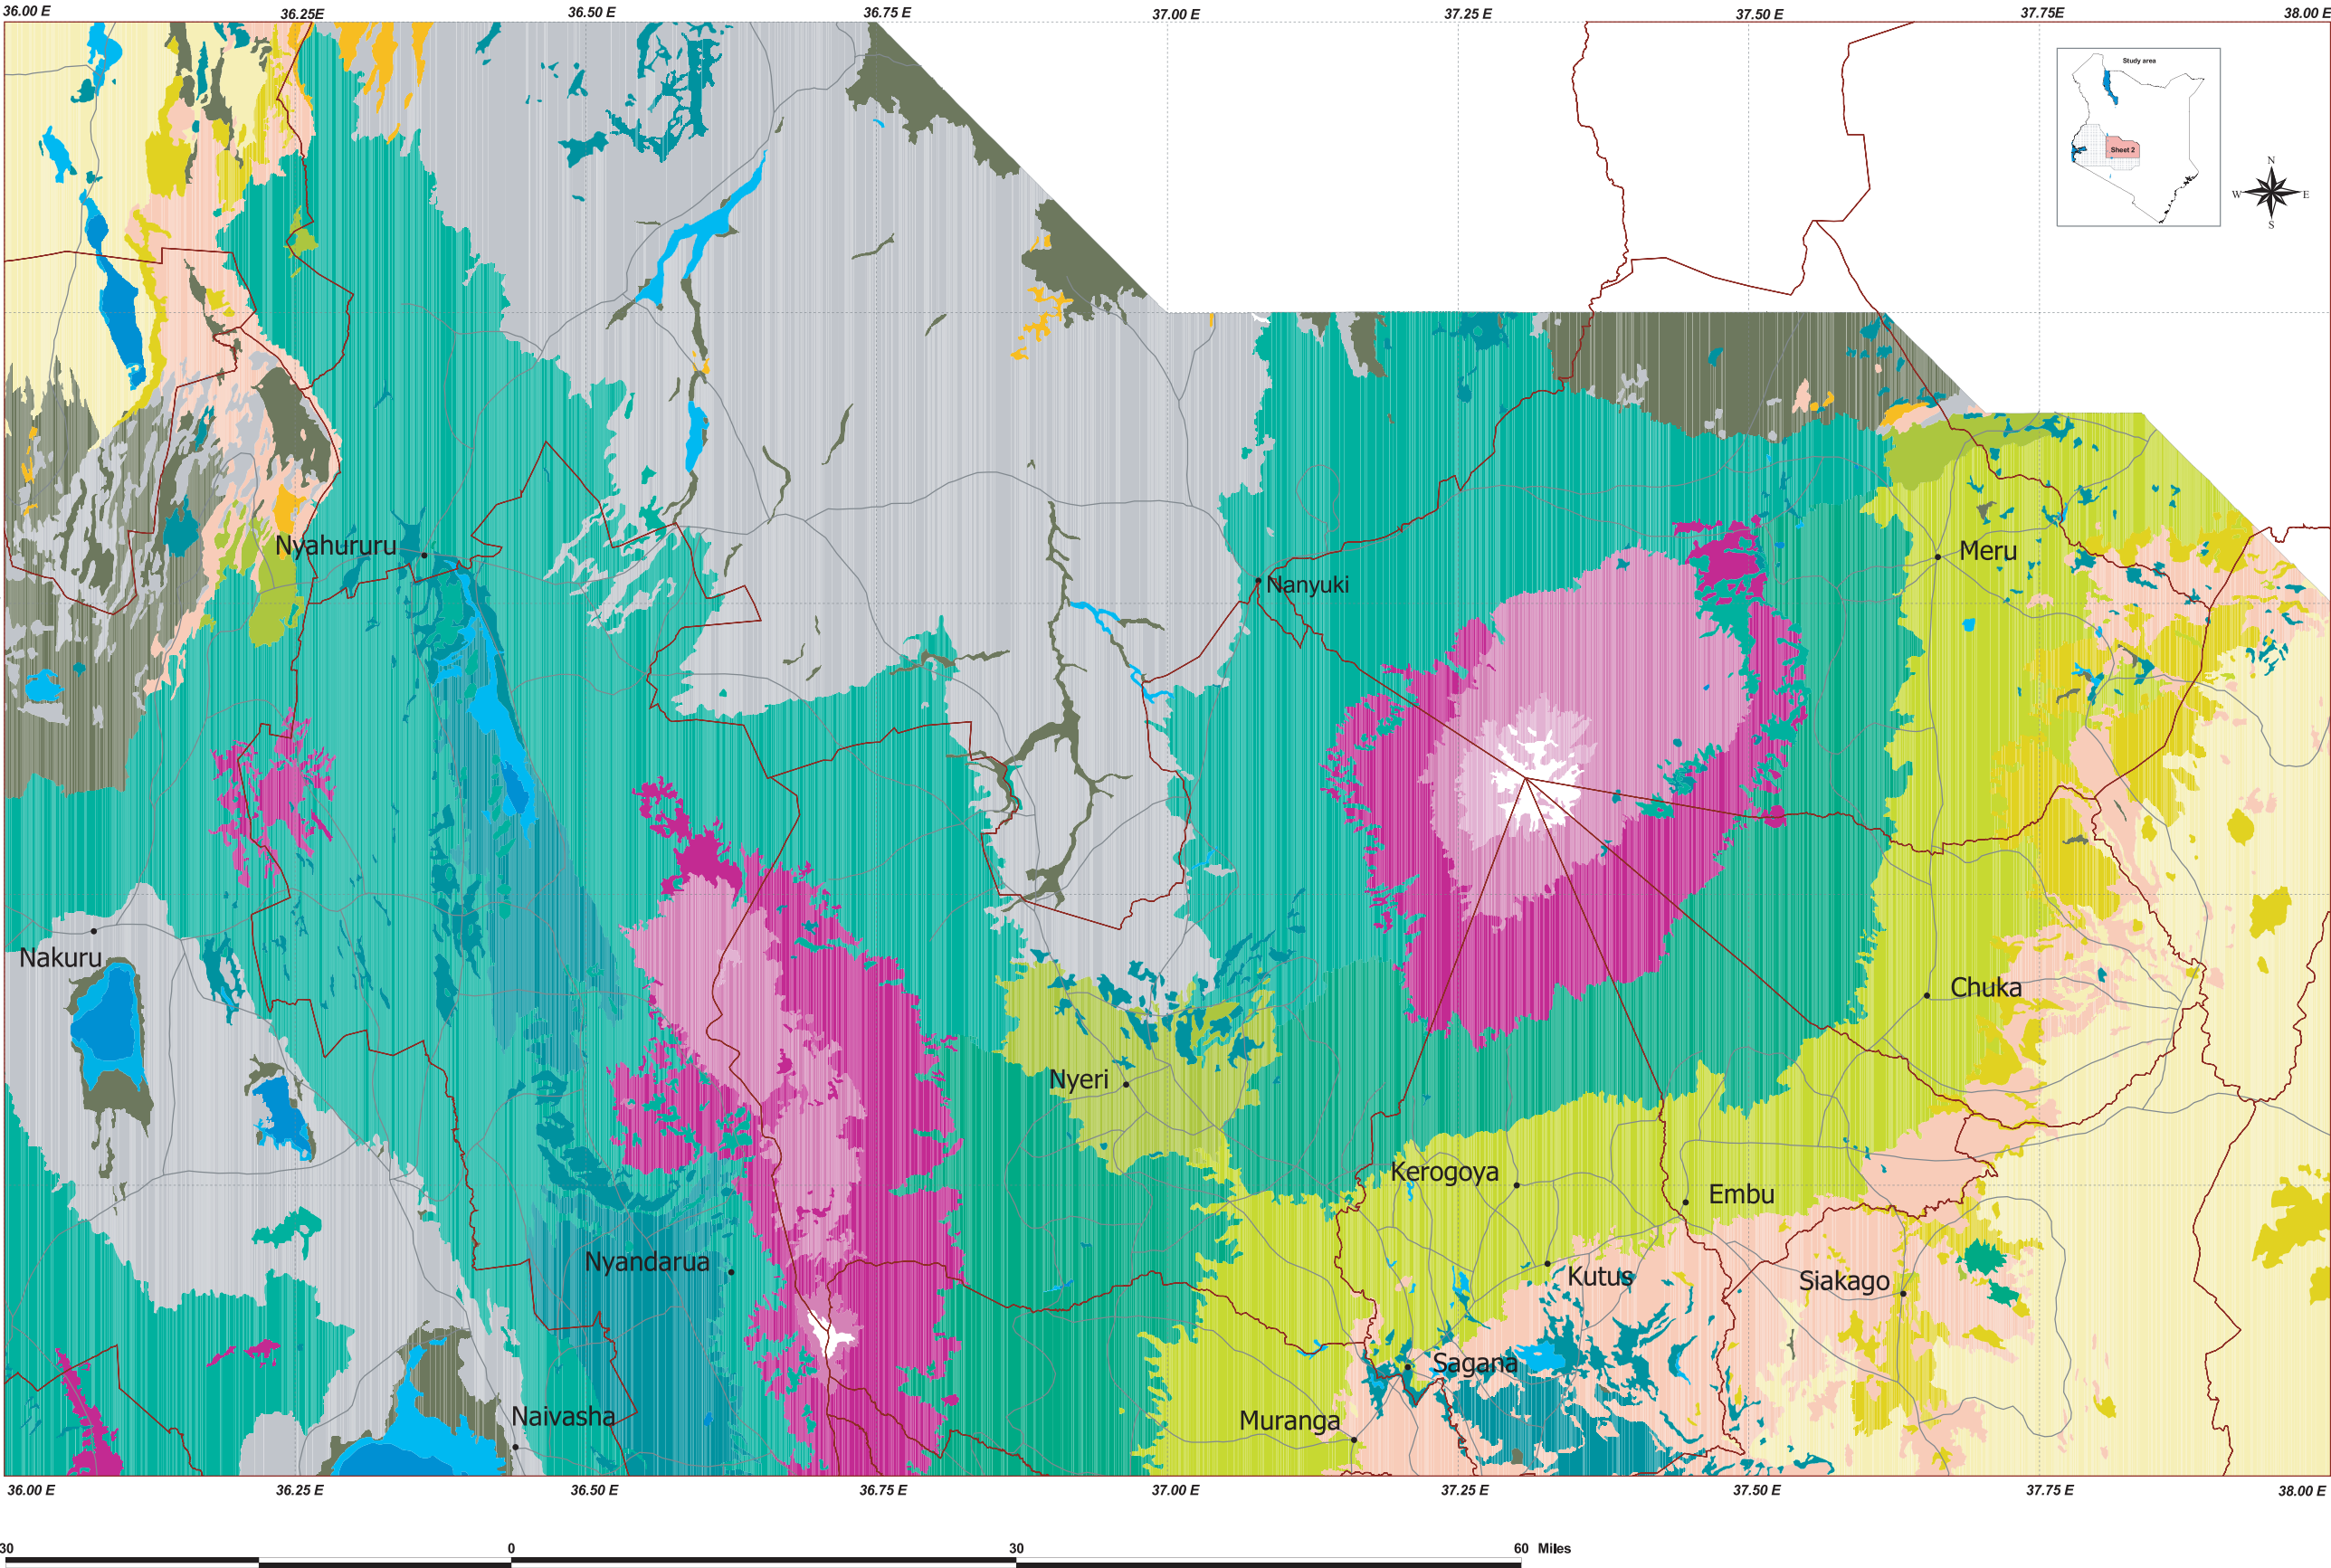 36.00 E 36.25E 36.50 E 36.75 E 37.00 E 37.25 E 37.50 E 37.75E 38.00 E
Study area
Sheet 2
N
W E
S
Nyahururu
Meru
Nanyuki
Nakuru
Chuka
Nyeri
Kerogoya
Embu
Nyandarua
Kutus
Siakago
Sagana
Naivasha
Muranga
36.00 E 36.25 E 36.50 E 36.75 E 37.00 E 37.25 E 37.50 E 37.75 E 38.00 E
30 0 30 60 Miles